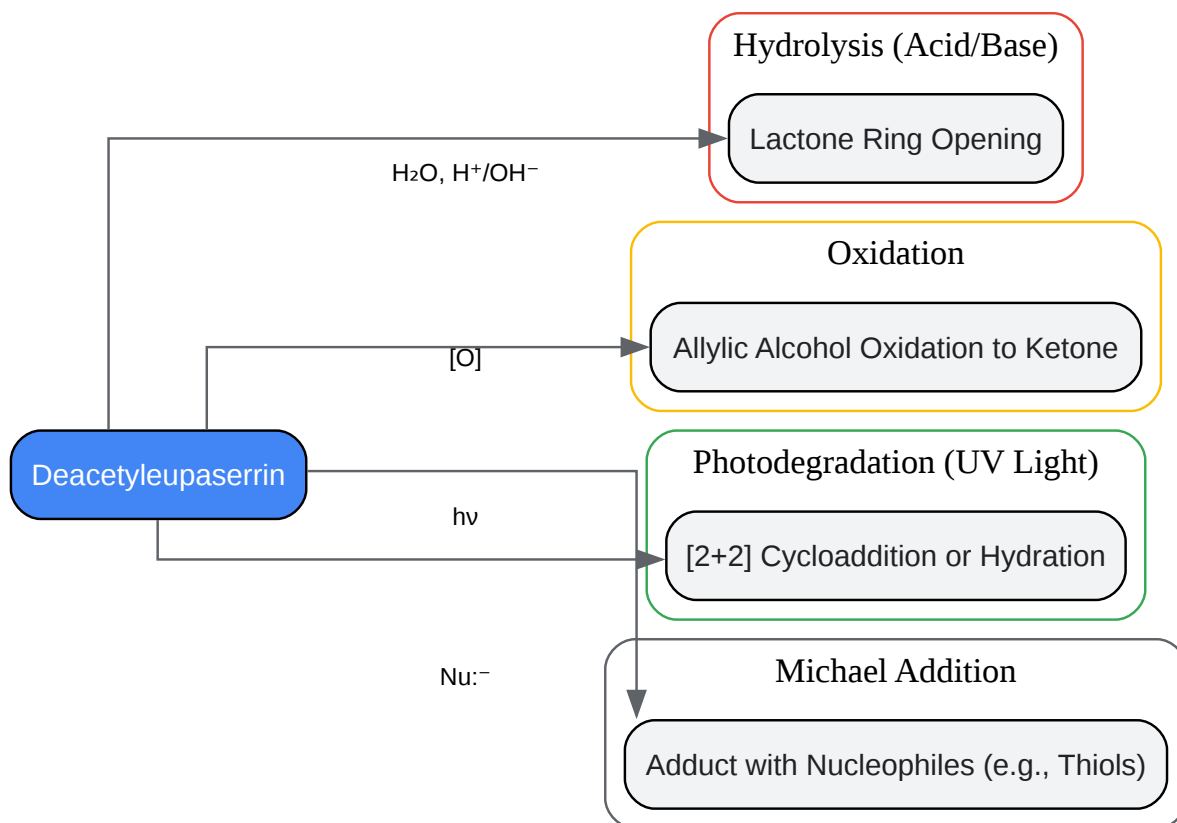 Hydrolysis (Acid/Base)
Lactone Ring Opening
H₂O, H⁺/OH⁻
Oxidation
Allylic Alcohol Oxidation to Ketone
[O]
Deacetyleupaserrin
Photodegradation (UV Light)
hν
[2+2] Cycloaddition or Hydration
Michael Addition
Nu:⁻
Adduct with Nucleophiles (e.g., Thiols)